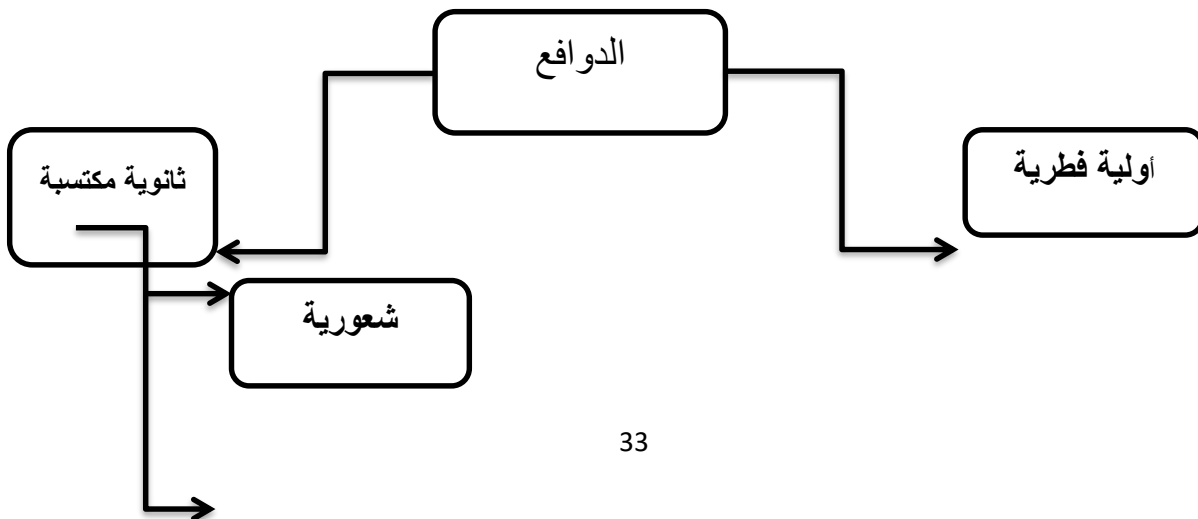 الدوافع
أولية فطرية
ثانوية مكتسبة
شعورية
33